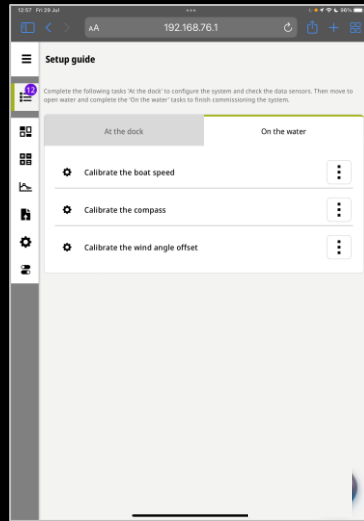 12:57 Fri 29 Jul
96%
AA
192.168.76.1
Setup guide
12
Complete the following tasks 'At the dock' to configure the system and check the data sensors. Then move to
open water and complete the 'On the water' tasks to finish commissioning the system.
At the dock
On the water
Calibrate the boat speed
Calibrate the compass
Calibrate the wind angle offset